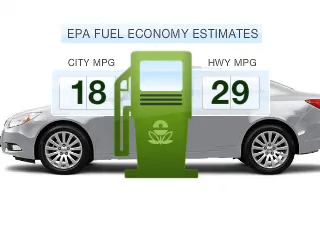 EPA FUEL ECONOMY ESTIMATES
CITY MPG
HWY MPG
18
29